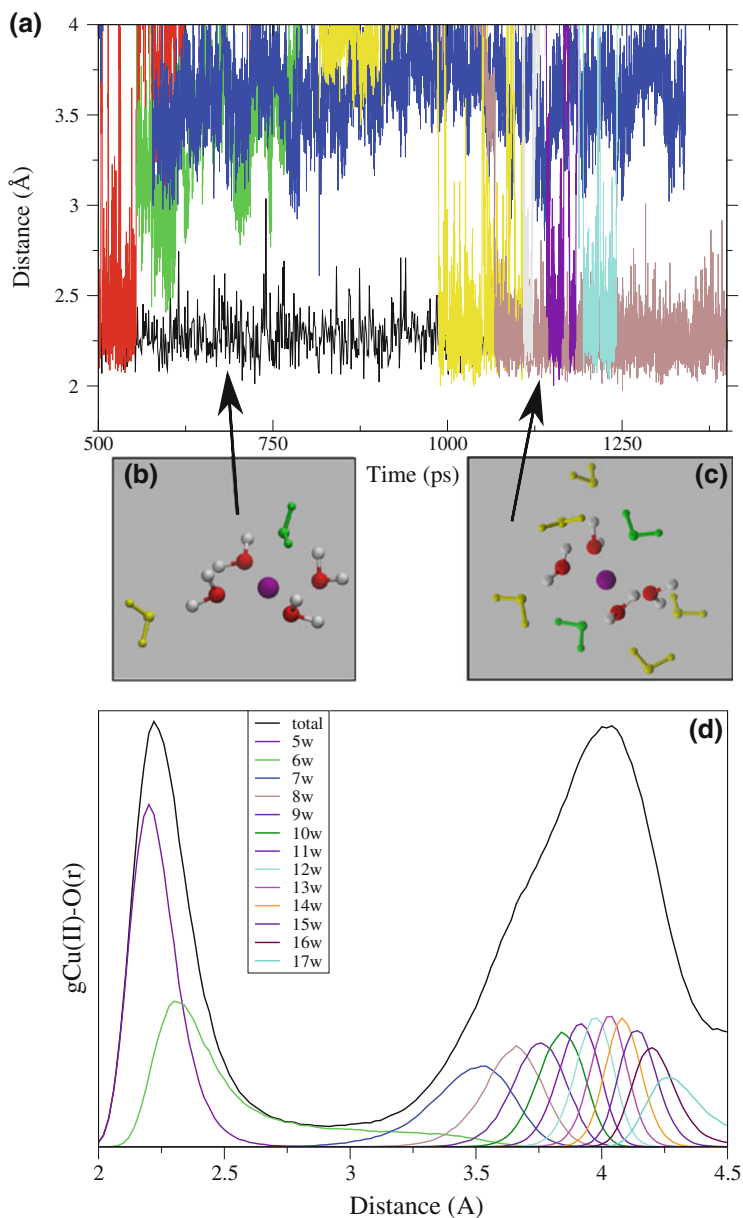 (a)
4
3.5
3
2.5
2
Distance (Å)
500
750
1000
1250
Time (ps)
(b)
(c)
(d)
total
5w
6w
7w
8w
9w
10w
11w
12w
13w
14w
15w
16w
17w
gCu(II)-O(r)
2
2.5
3
3.5
4
4.5
Distance (A)